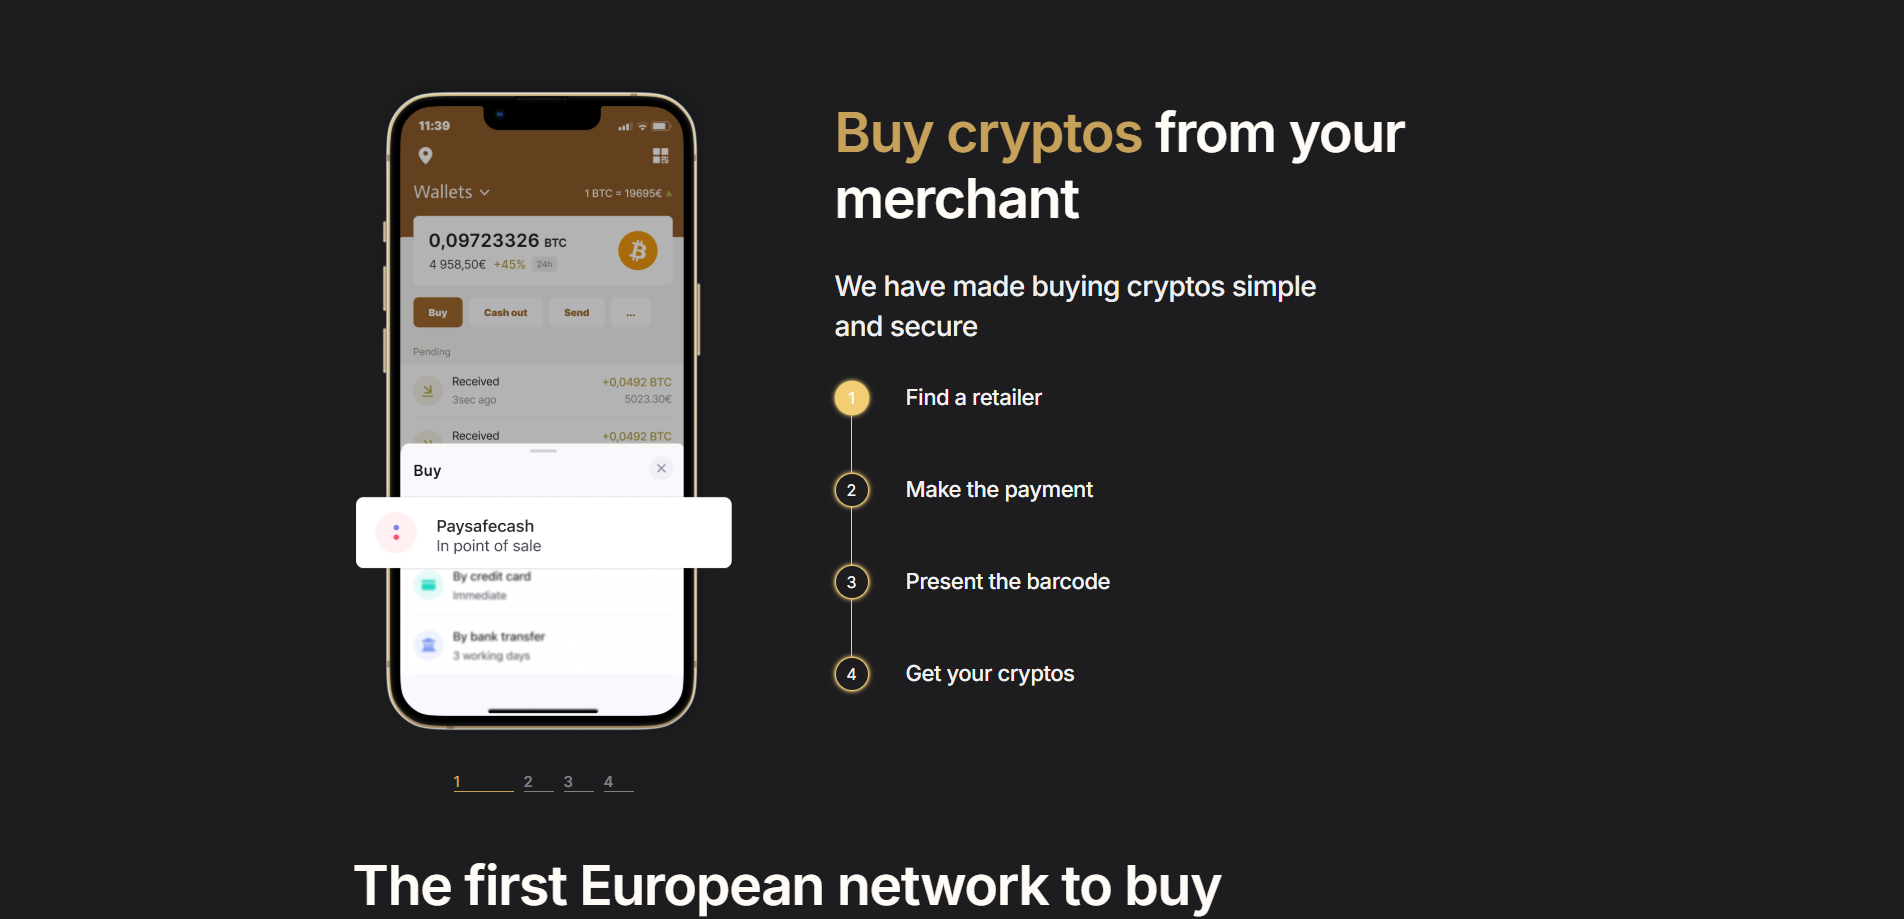 11:39
Wallets
1 BTC = 19695€
0,09723326 BTC
4 958,50€ +45% 24h
Buy
Cash out
Send
...
Pending
Received
+0,0492 BTC
3sec ago
5023.30€
Received
+0,0492 BTC
Buy
Paysafecash
In point of sale
By credit card
Immediate
By bank transfer
3 working days
1 2 3 4
Buy cryptos from your
merchant
We have made buying cryptos simple
and secure
1 Find a retailer
2 Make the payment
3 Present the barcode
4 Get your cryptos
The first European network to buy